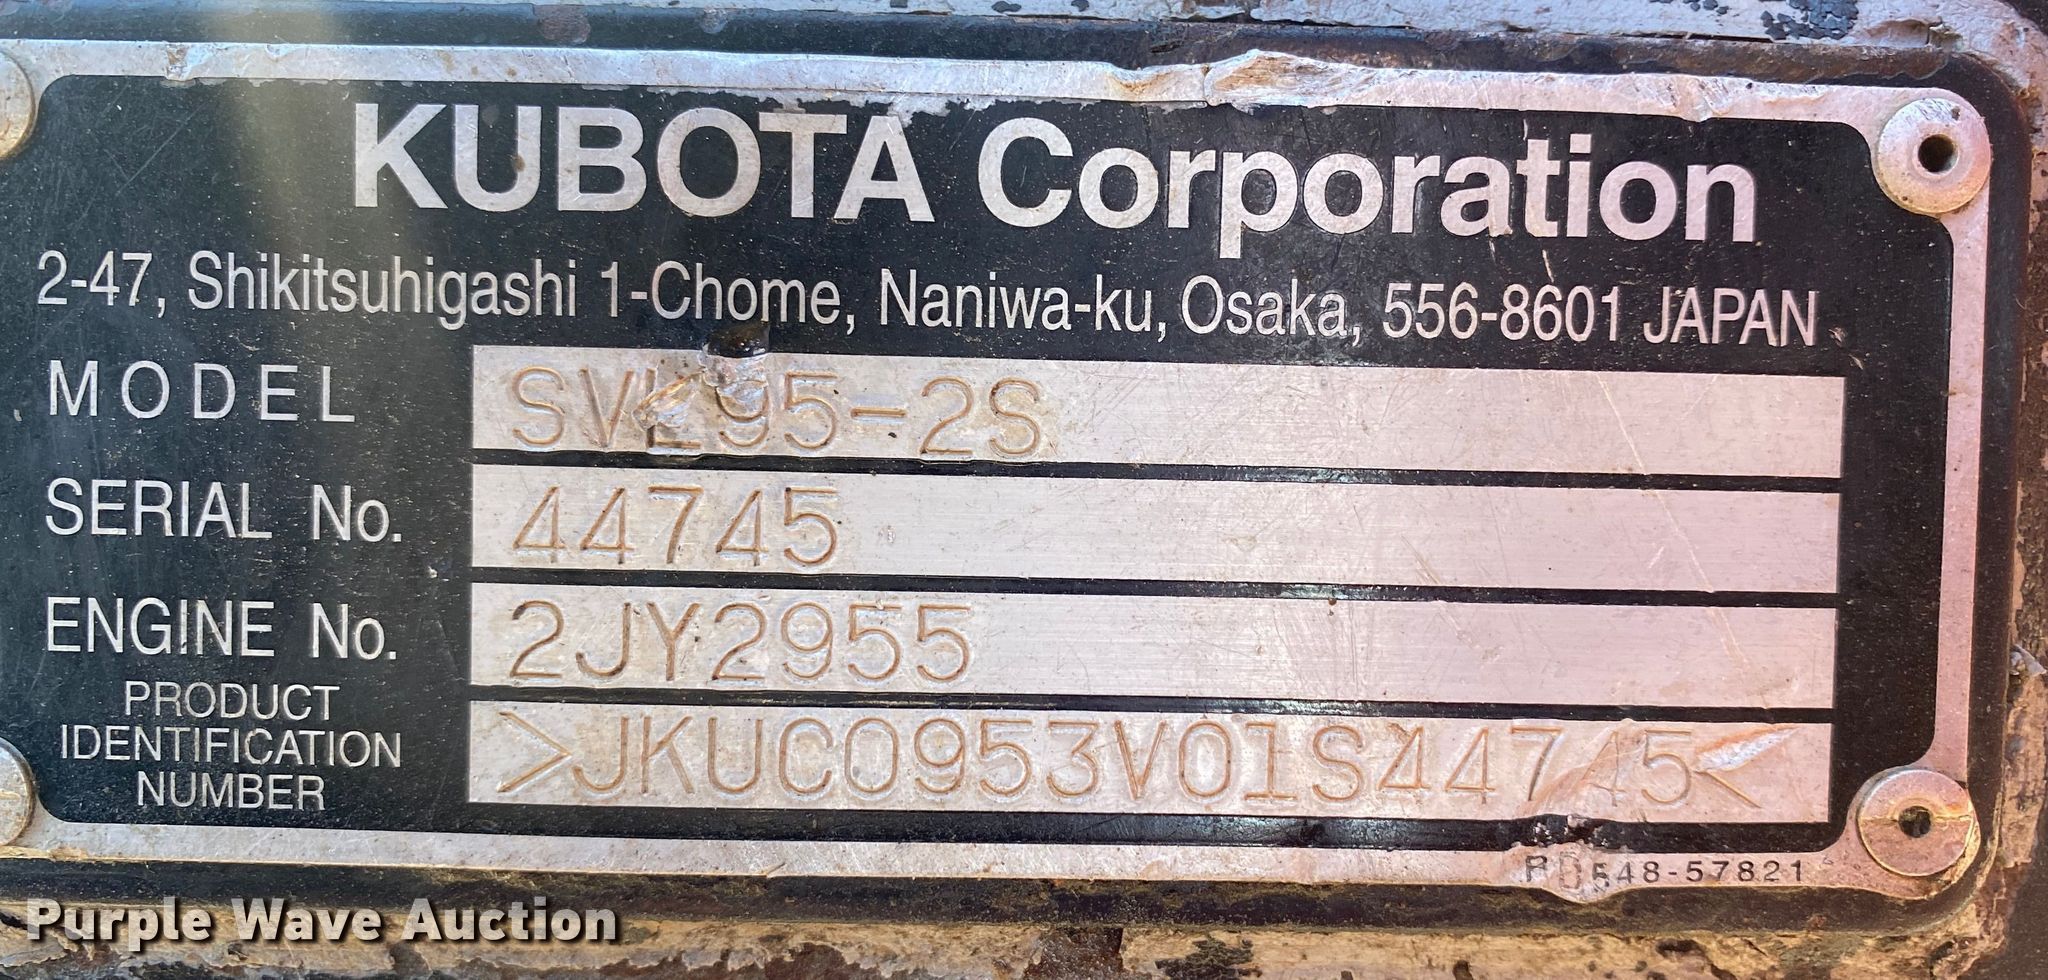 KUBOTA Corporation
2-47, Shikitsuhigashi 1-Chome, Naniwa-ku, Osaka, 556-8601 JAPAN
MODEL SVL95-2S
SERIAL No. 44745
ENGINE No. 2JY2955
PRODUCT
IDENTIFICATION
NUMBER
>JKUC0953V01S44745<
RD548-57821
Purple Wave Auction